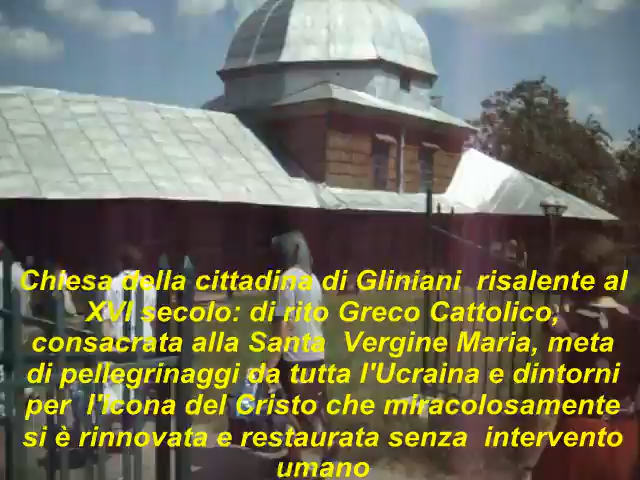 Chiesa della cittadina di Gliniani risalente al
XVI secolo: di rito Greco Cattolico,
consacrata alla Santa Vergine Maria, meta
di pellegrinaggi da tutta l'Ucraina e dintorni
per l'Icona del Cristo che miracolosamente
si è rinnovata e restaurata senza intervento
umano